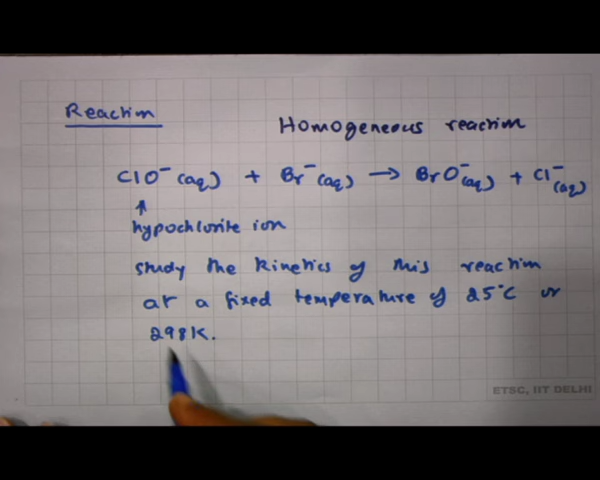 Reaction
Homogeneous reaction
ClO⁻(aq) + Br⁻(aq) → BrO⁻(aq) + Cl⁻(aq)
↑
hypochlorite ion
study the kinetics of this reaction
at a fixed temperature of 25°C or
298K.
ETSC, IIT DELHI